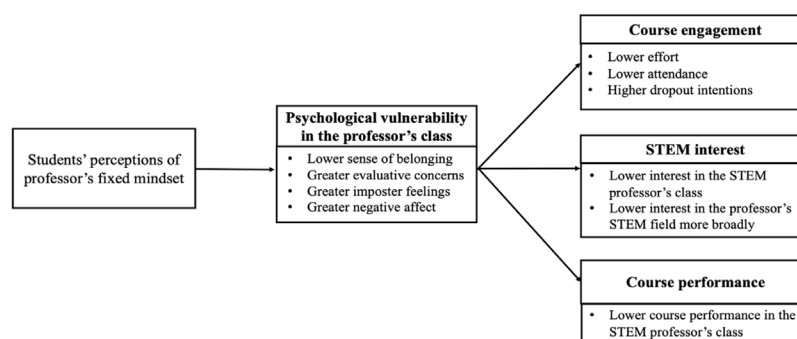 Students' perceptions of
professor's fixed mindset
Psychological vulnerability
in the professor's class
• Lower sense of belonging
• Greater evaluative concerns
• Greater imposter feelings
• Greater negative affect
Course engagement
• Lower effort
• Lower attendance
• Higher dropout intentions
STEM interest
• Lower interest in the STEM
professor's class
• Lower interest in the professor's
STEM field more broadly
Course performance
• Lower course performance in the
STEM professor's class